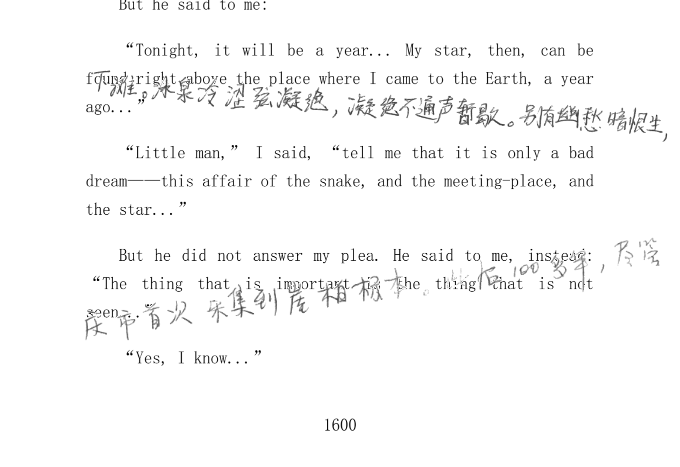 But he said to me:
“Tonight, it will be a year... My star, then, can be
found right above the place where I came to the Earth, a year
下难。冰泉冷涩弦凝绝，凝绝不通声暂歇。别有幽愁暗恨生，
ago...”
“Little man,” I said, “tell me that it is only a bad
dream——this affair of the snake, and the meeting-place, and
the star...”
But he did not answer my plea. He said to me, instead:
“The thing that is important is the thing that is not
庆市首次采集到崖柏标本。此后100多年，尽管
seen...”
“Yes, I know...”
1600